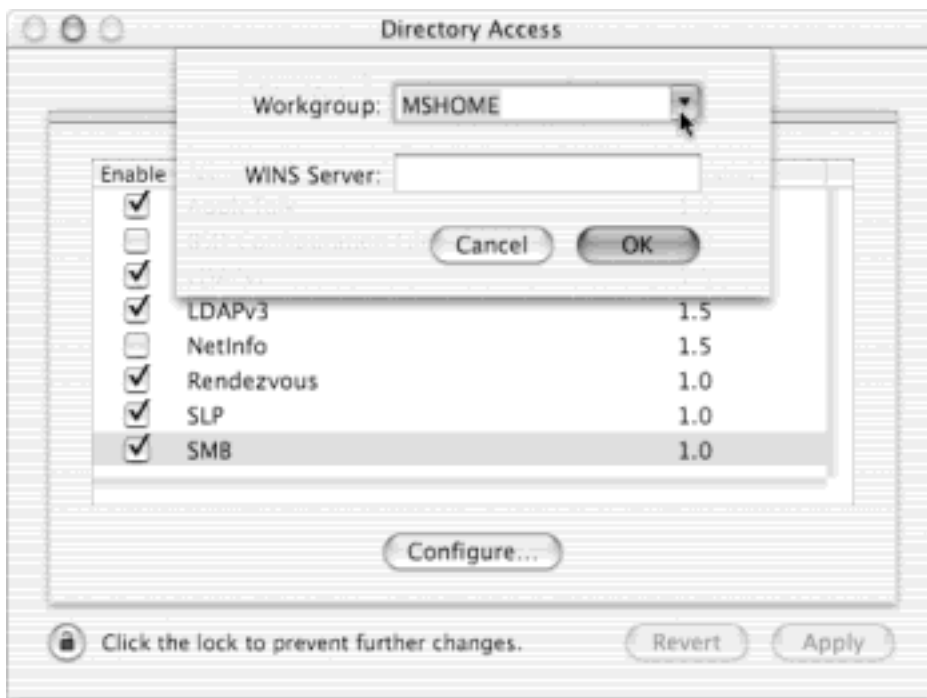 Directory Access
Workgroup: MSHOME
WINS Server:
Cancel OK
Enable
LDAPv3 1.5
NetInfo 1.5
Rendezvous 1.0
SLP 1.0
SMB 1.0
Configure...
Click the lock to prevent further changes.
Revert Apply